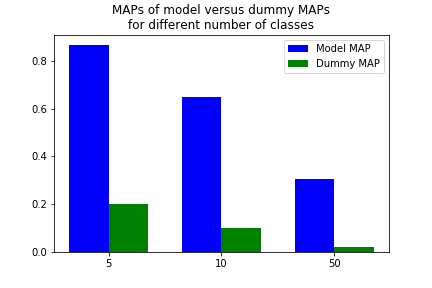 MAPs of model versus dummy MAPs
for different number of classes
Model MAP
Dummy MAP
0.8
0.6
0.4
0.2
0.0
5 10 50